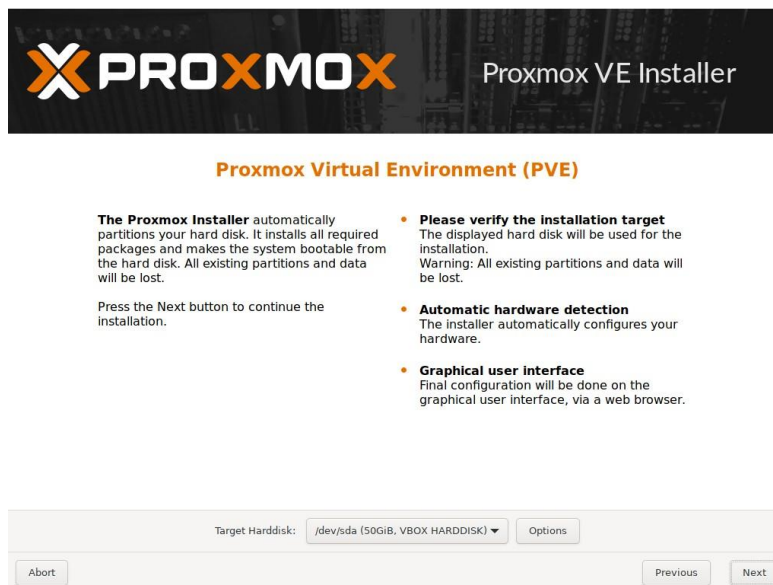 PROXMOX
Proxmox VE Installer
Proxmox Virtual Environment (PVE)
The Proxmox Installer automatically
partitions your hard disk. It installs all required
packages and makes the system bootable from
the hard disk. All existing partitions and data
will be lost.
Press the Next button to continue the
installation.
Please verify the installation target
The displayed hard disk will be used for the
installation.
Warning: All existing partitions and data will
be lost.
Automatic hardware detection
The installer automatically configures your
hardware.
Graphical user interface
Final configuration will be done on the
graphical user interface, via a web browser.
Target Harddisk: /dev/sda (50GiB, VBOX HARDDISK) Options
Abort Previous Next